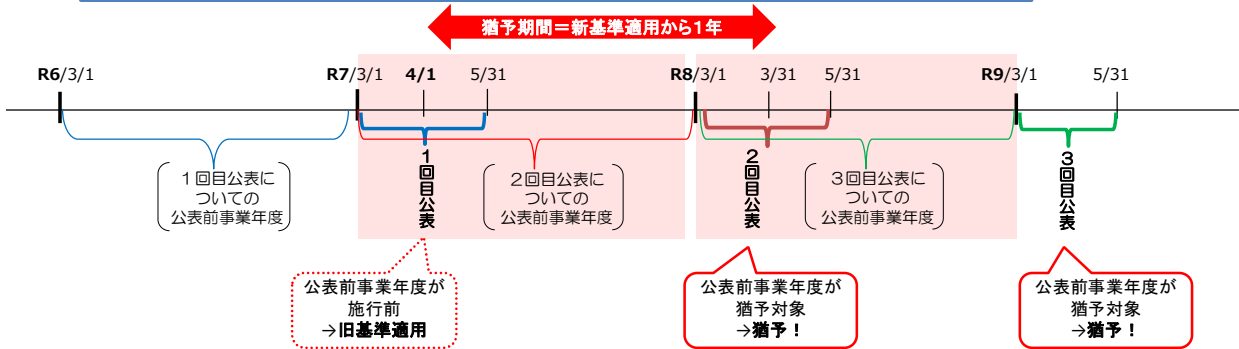 猶予期間＝新基準適用から1年
R6/3/1
R7/3/1
4/1
5/31
R8/3/1
3/31
5/31
R9/3/1
5/31
1回目公表に
ついての
公表前事業年度
1回目公表
2回目公表に
ついての
公表前事業年度
2回目公表
3回目公表に
ついての
公表前事業年度
3回目公表
公表前事業年度が
施行前
→旧基準適用
公表前事業年度が
猶予対象
→猶予！
公表前事業年度が
猶予対象
→猶予！